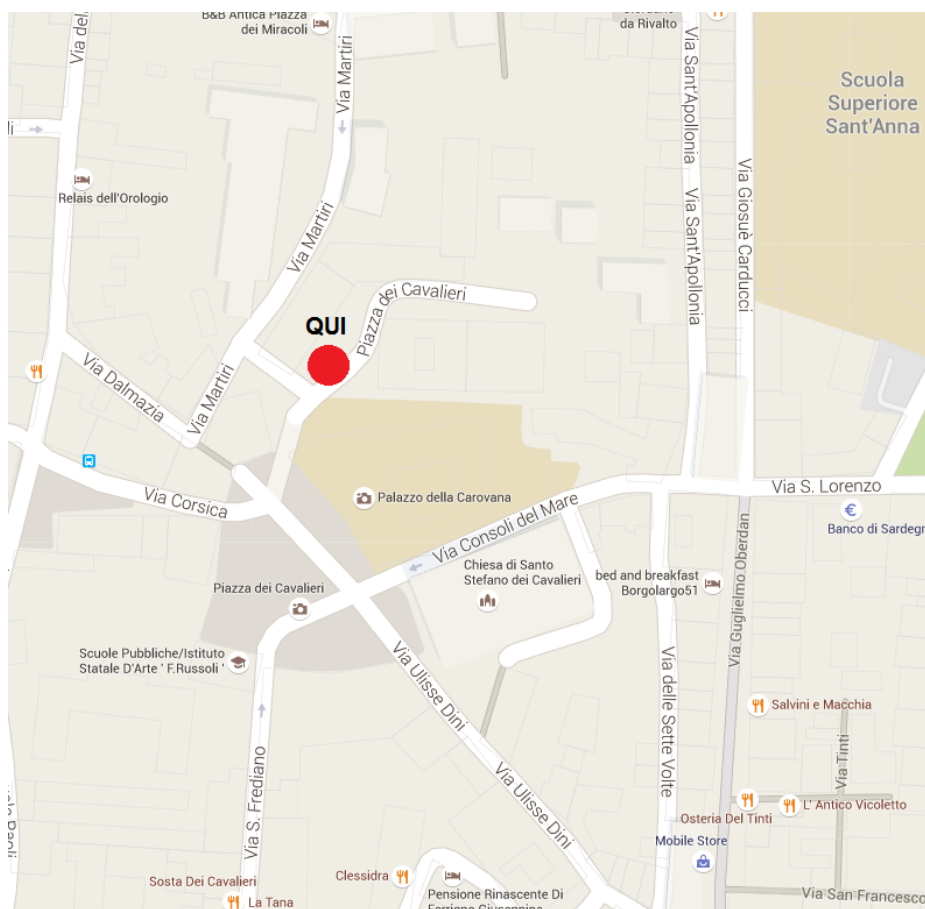 B&B Antica Piazza
dei Miracoli
da Rivalto
Via del
Via Martiri
Via Sant'Apollonia
Scuola
Superiore
Sant'Anna
Via Giosuè Carducci
Relais dell'Orologio
Via Martiri
Via Sant'Apollonia
Piazza dei Cavalieri
QUI
Via Dalmazia
Via Martiri
Via Corsica
Palazzo della Carovana
Via Consoli del Mare
Via S. Lorenzo
Banco di Sardegn
Chiesa di Santo
Stefano dei Cavalieri
bed and breakfast
Borgolargo51
Via Guglielmo Oberdan
Piazza dei Cavalieri
Scuole Pubbliche/Istituto
Statale D'Arte ' F.Russoli '
Via Ulisse Dini
Via delle Sette Volte
Salvini e Macchia
Via Tinti
Via S. Frediano
Via Ulisse Dini
L' Antico Vicoletto
Osteria Del Tinti
Mobile Store
Paoli
Clessidra
Sosta Dei Cavalieri
La Tana
Pensione Rinascente Di
Via San Francesco